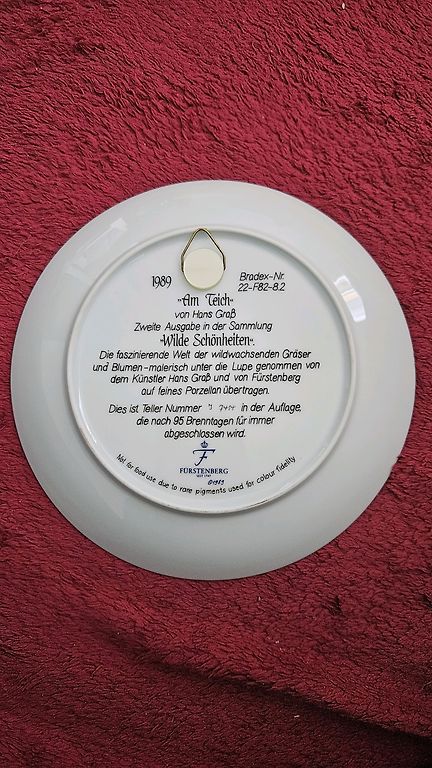 1989
Bradex-Nr.
22-F82-8.2
"Am Teich"
von Hans Graß
Zweite Ausgabe in der Sammlung
"Wilde Schönheiten".
Die faszinierende Welt der wildwachsenden Gräser
und Blumen-malerisch unter die Lupe genommen von
dem Künstler Hans Graß und von Fürstenberg
auf feines Porzellan übertragen.
Dies ist Teller Nummer in der Auflage,
die nach 95 Brenntagen für immer
abgeschlossen wird.
F
FÜRSTENBERG
SEIT 1747
©1989
Not for food use due to rare pigments used for colour fidelity